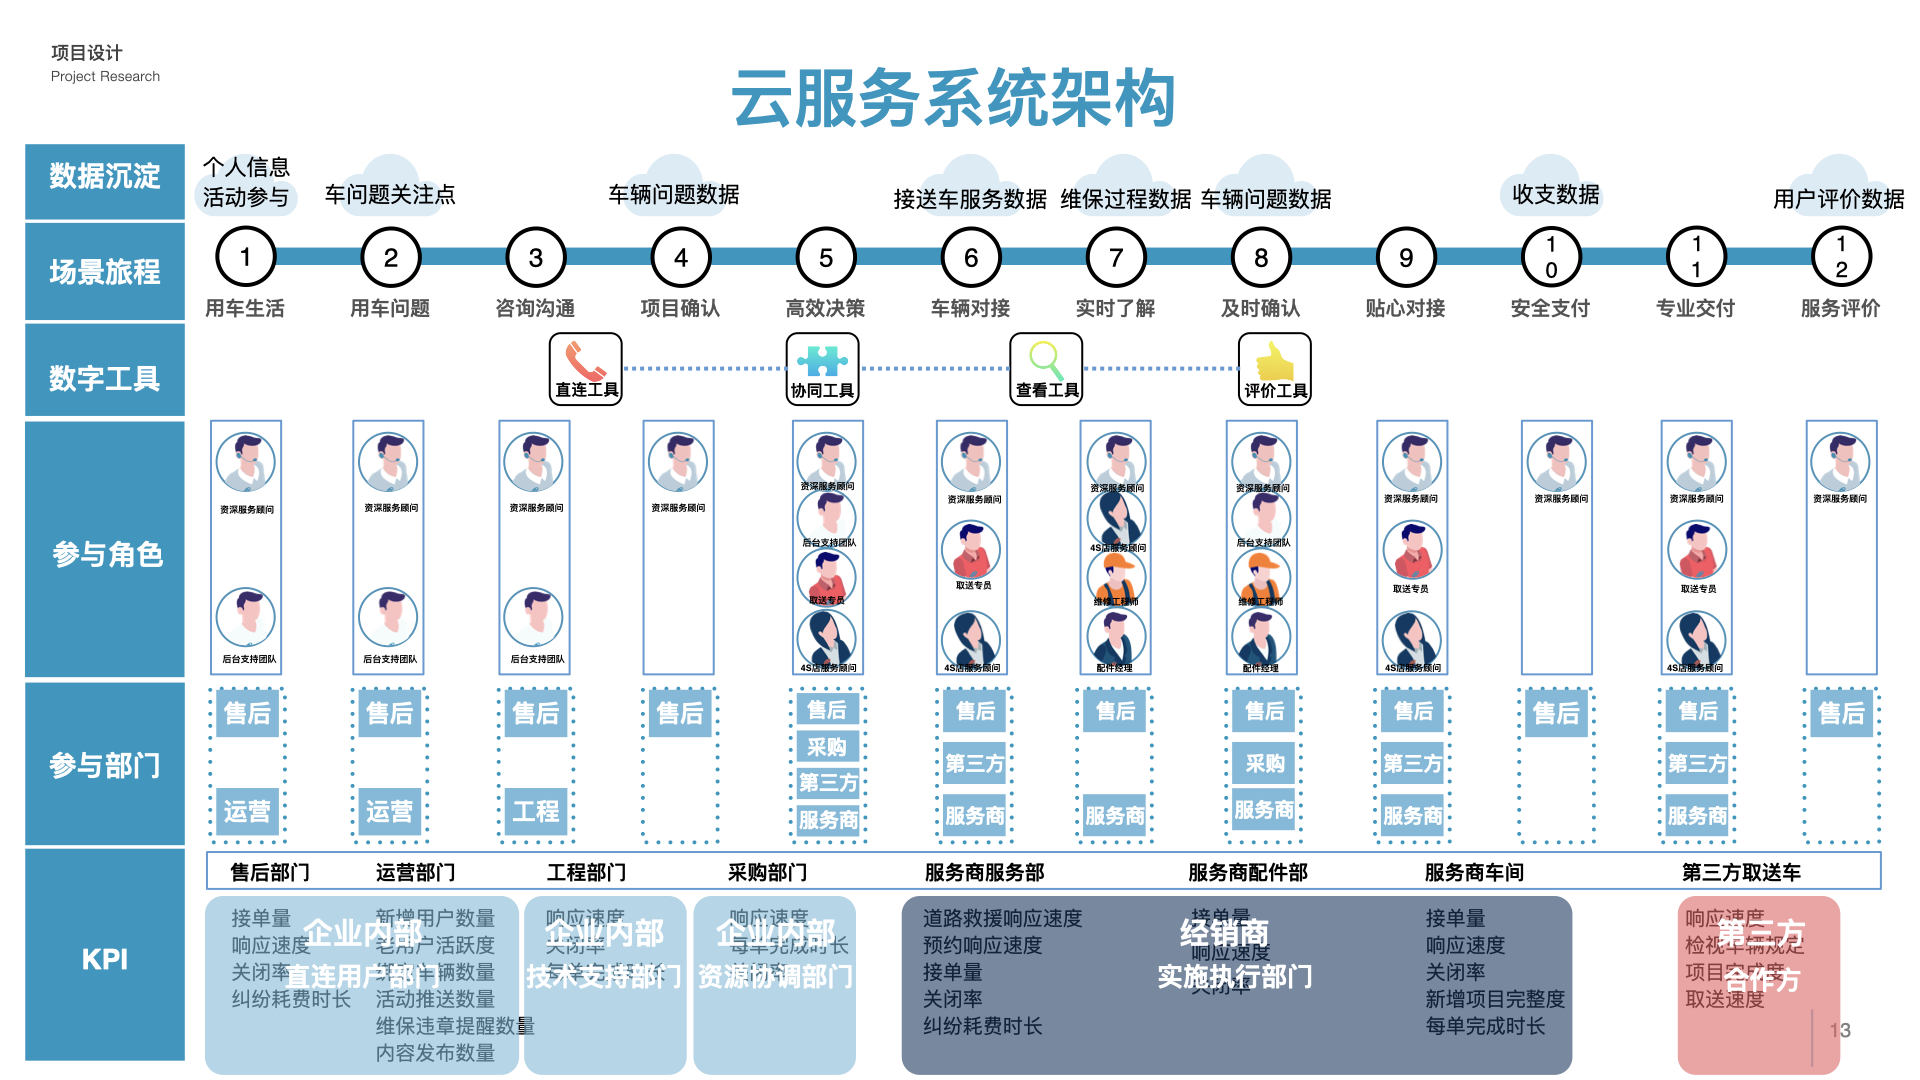 项目设计
Project Research
云服务系统架构
数据沉淀
个人信息
活动参与
车问题关注点
车辆问题数据
接送车服务数据
维保过程数据
车辆问题数据
收支数据
用户评价数据
场景旅程
1
2
3
4
5
6
7
8
9
1
0
1
1
1
2
用车生活
用车问题
咨询沟通
项目确认
高效决策
车辆对接
实时了解
及时确认
贴心对接
安全支付
专业交付
服务评价
数字工具
直连工具
协同工具
查看工具
评价工具
参与角色
资深服务顾问
后台支持团队
资深服务顾问
后台支持团队
资深服务顾问
后台支持团队
资深服务顾问
资深服务顾问
后台支持团队
取送专员
4S店服务顾问
资深服务顾问
取送专员
4S店服务顾问
资深服务顾问
4S店服务顾问
维修工程师
配件经理
资深服务顾问
后台支持团队
维修工程师
配件经理
资深服务顾问
取送专员
4S店服务顾问
资深服务顾问
资深服务顾问
取送专员
4S店服务顾问
资深服务顾问
参与部门
售后
运营
售后
运营
售后
工程
售后
售后
采购
第三方
服务商
售后
第三方
服务商
售后
服务商
售后
采购
服务商
售后
第三方
服务商
售后
售后
第三方
服务商
售后
KPI
售后部门
运营部门
工程部门
采购部门
服务商服务部
服务商配件部
服务商车间
第三方取送车
接单量
响应速度
关闭率
纠纷耗费时长
新增用户数量
老用户活跃度
车辆数量
活动推送数量
维保违章提醒数量
内容发布数量
企业内部
直连用户部门
响应速度
关闭率
企业内部
技术支持部门
响应速度
每单完成时长
企业内部
资源协调部门
道路救援响应速度
预约响应速度
接单量
关闭率
纠纷耗费时长
接单量
响应速度
关闭率
经销商
实施执行部门
接单量
响应速度
关闭率
新增项目完整度
每单完成时长
响应速度
检视车辆规定
项目完成度
取送速度
第三方
合作方
13